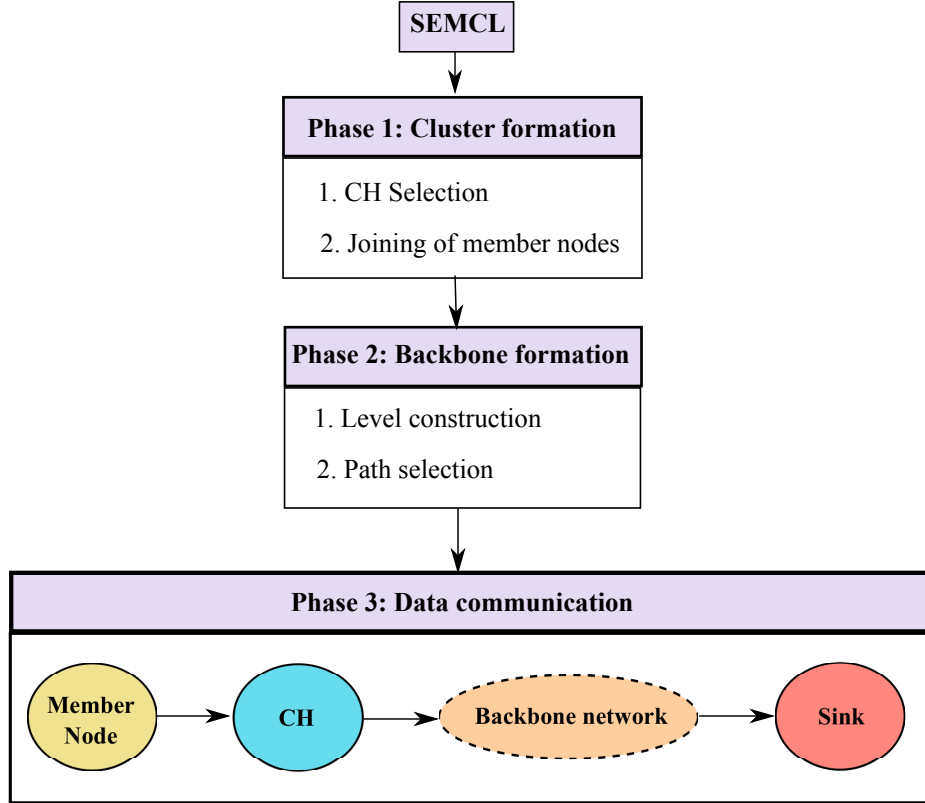 SEMCL
Phase 1: Cluster formation
1. CH Selection
2. Joining of member nodes
Phase 2: Backbone formation
1. Level construction
2. Path selection
Phase 3: Data communication
Member
Node
CH
Backbone network
Sink